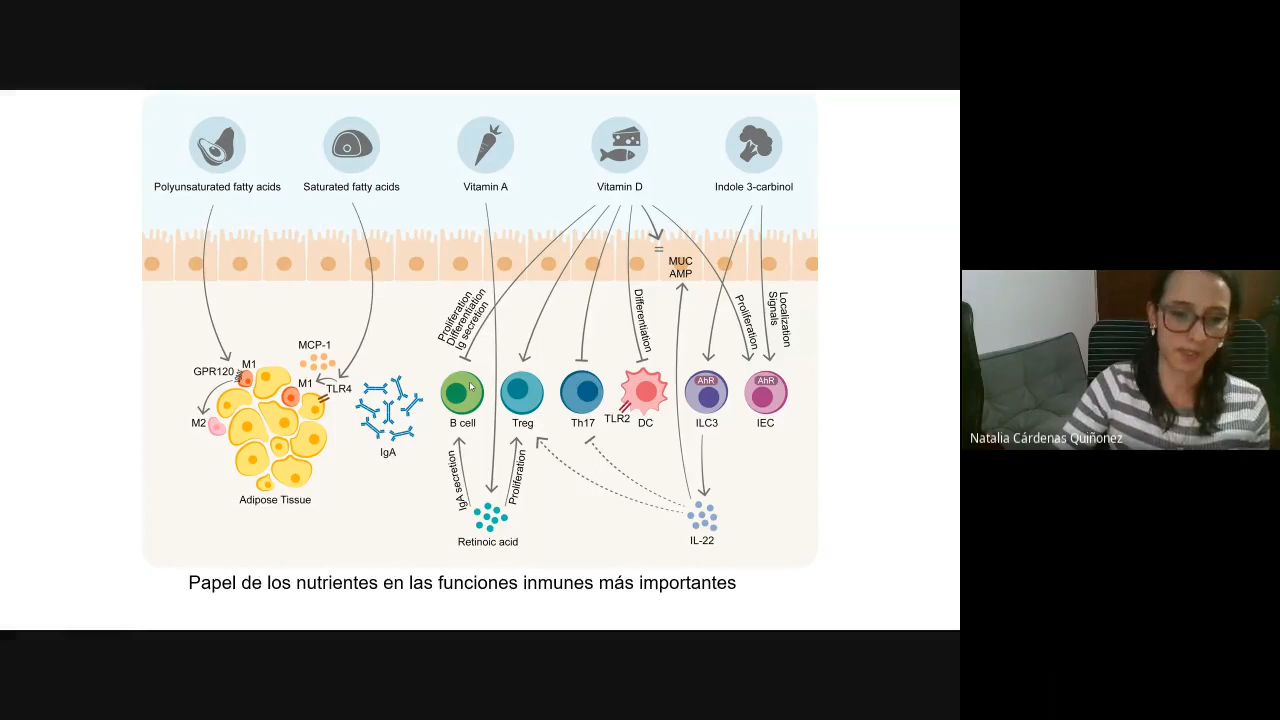 Polyunsaturated fatty acids
Saturated fatty acids
Vitamin A
Vitamin D
Indole 3-carbinol
=
MUC
AMP
Proliferation
Differentiation
Ig secretion
Differentiation
Proliferation
Localization
Signals
MCP-1
GPR120
M1
M1
TLR4
M2
AhR
AhR
IgA
B cell
Treg
Th17
TLR2
DC
ILC3
IEC
Adipose Tissue
IgA secretion
Proliferation
Retinoic acid
IL-22
Papel de los nutrientes en las funciones inmunes más importantes
Natalia Cárdenas Quiñonez